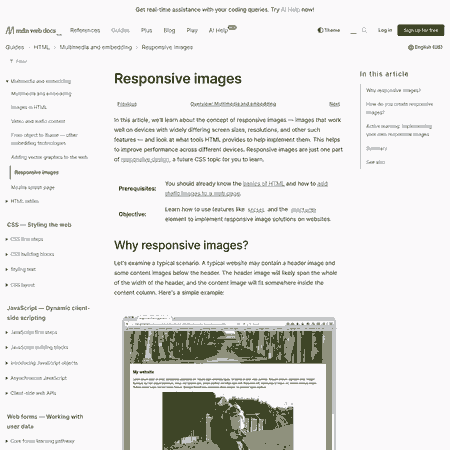 Get real-time assistance with your coding queries. Try AI Help now!
mdn web docs
References
Guides
Plus
Blog
Play
AI Help
Theme
Log in
Sign up for free
Guides
HTML
Multimedia and embedding
Responsive images
English (US)
Filter
Multimedia and embedding
Multimedia and embedding
Images in HTML
Video and audio content
From object to iframe — other embedding technologies
Adding vector graphics to the web
Responsive images
Mozilla splash page
HTML tables
CSS — Styling the web
CSS first steps
CSS building blocks
Styling text
CSS layout
JavaScript — Dynamic client-side scripting
JavaScript first steps
JavaScript building blocks
Introducing JavaScript objects
Asynchronous JavaScript
Client-side web APIs
Web forms — Working with user data
Core forms learning pathway
Responsive images
Previous
Overview: Multimedia and embedding
Next
In this article, we'll learn about the concept of responsive images — images that
work well on devices with widely differing screen sizes, resolutions, and other such
features — and look at what tools HTML provides to help implement them. This helps
to improve performance across different devices. Responsive images are just one part
of responsive design, a future CSS topic for you to learn.
Prerequisites:
You should already know the basics of HTML and how to add
static images to a web page.
Objective:
Learn how to use features like srcset and the <picture>
element to implement responsive image solutions on websites.
Why responsive images?
Let's examine a typical scenario. A typical website may contain a header image and
some content images below the header. The header image will likely span the whole
of the width of the header, and the content image will fit somewhere inside the
content column. Here's a simple example:
My website
In this article
Why responsive images?
How do you create responsive images?
Active learning: Implementing your own responsive images
Summary
See also